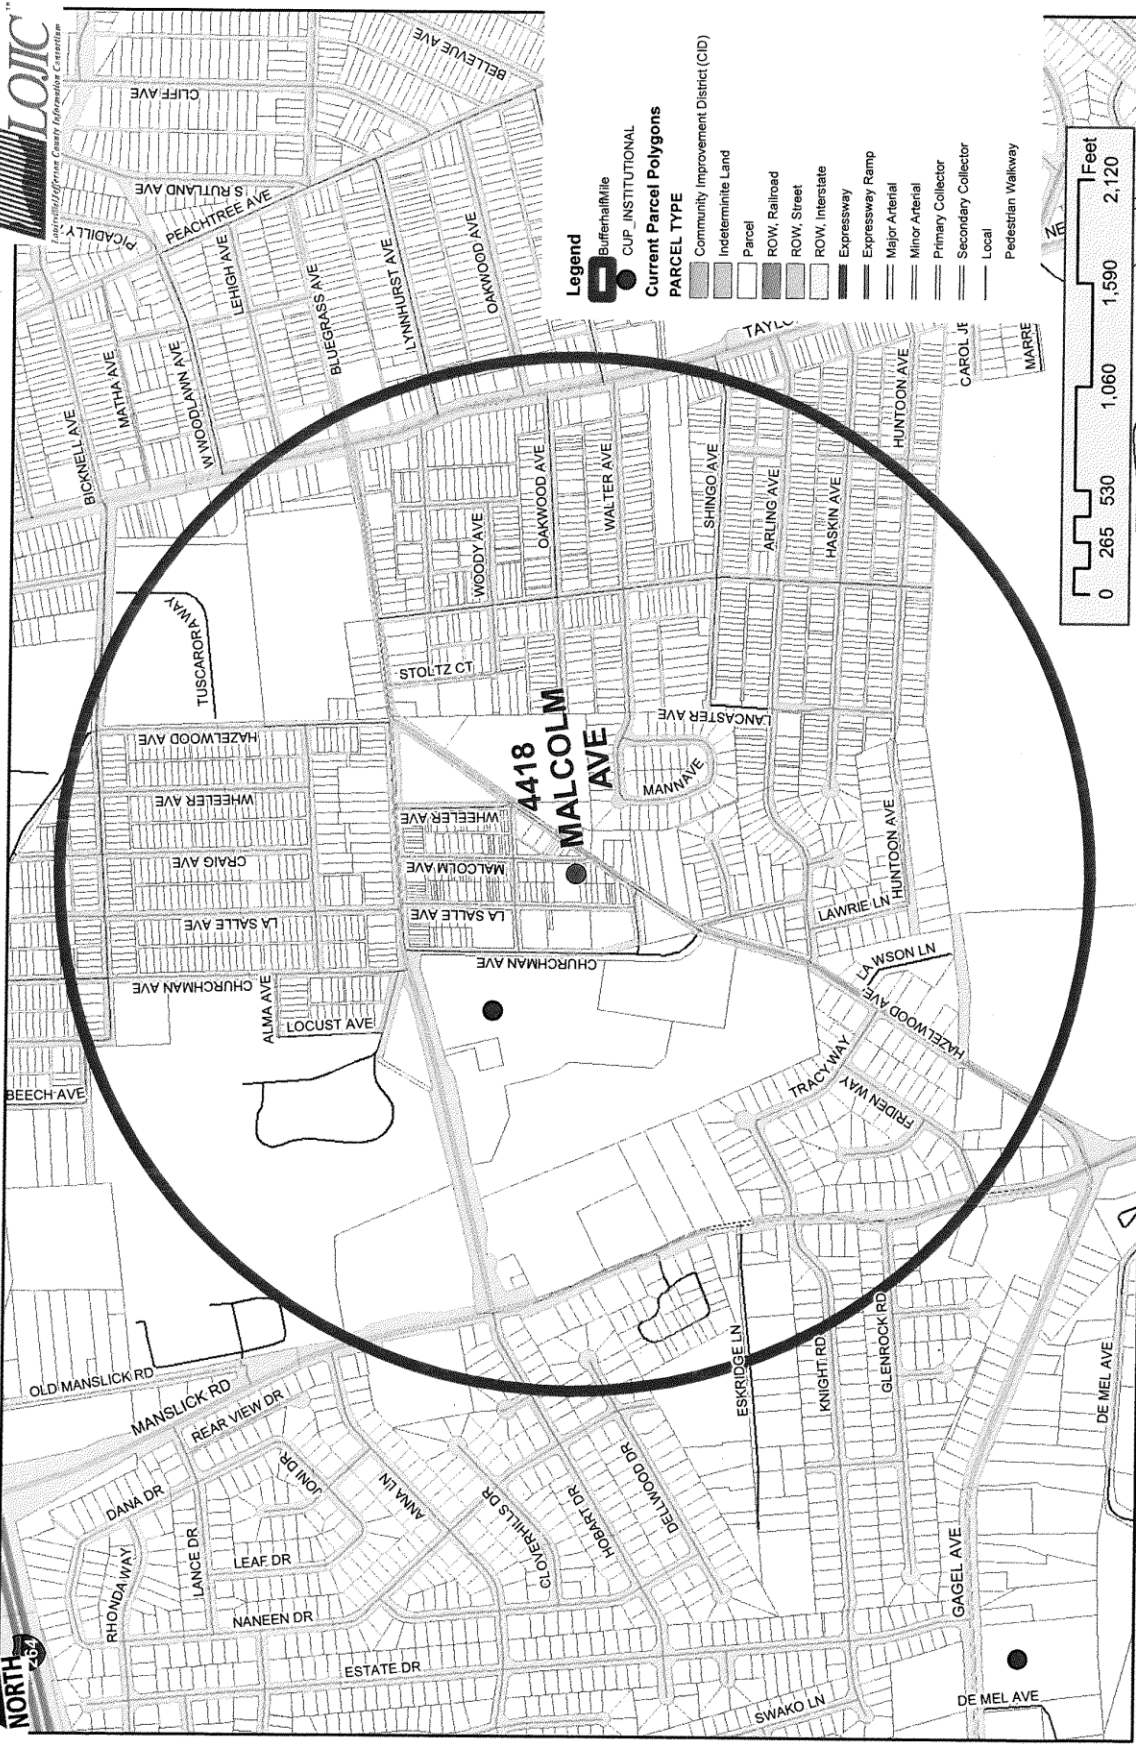 LOJIC
TM
Louisville/Jefferson County Information Consortium
NORTH
264
Legend
BufferhalfMile
CUP_INSTITUTIONAL
Current Parcel Polygons
PARCEL TYPE
Community Improvement District (CID)
Indeterminite Land
Parcel
ROW, Railroad
ROW, Street
ROW, Interstate
Expressway
Expressway Ramp
Major Arterial
Minor Arterial
Primary Collector
Secondary Collector
Local
Pedestrian Walkway
0 265 530 1,060 1,590 2,120
Feet
4418
MALCOLM
AVE
BELLEVUE AVE
CLIFF AVE
S RUTLAND AVE
PICADILLY
PEACHTREE AVE
LEHIGH AVE
BLUEGRASS AVE
LYNNHURST AVE
OAKWOOD AVE
W WOODLAWN AVE
MATHA AVE
BICKNELL AVE
TUSCARORA WAY
HAZELWOOD AVE
WHEELER AVE
CRAIG AVE
LA SALLE AVE
CHURCHMAN AVE
ALMA AVE
LOCUST AVE
BEECH AVE
WOODY AVE
OAKWOOD AVE
WALTER AVE
STOLTZ CT
SHINGO AVE
ARLING AVE
HASKIN AVE
HUNTOON AVE
CAROL JE
MARRE
NE
TAYLO
LANCASTER AVE
MANN AVE
WHEELER AVE
MALCOLM AVE
LA SALLE AVE
CHURCHMAN AVE
HUNTOON AVE
LAWRIE LN
LAWSON LN
HAZELWOOD AVE
TRACY WAY
FRIDEN WAY
OLD MANSLICK RD
MANSLICK RD
REAR VIEW DR
DANA DR
JONI DR
ANNA LN
RHONDA WAY
LANCE DR
LEAF DR
NANEEN DR
ESTATE DR
CLOVERHILLS DR
HOBART DR
DELLWOOD DR
ESKRIDGE LN
KNIGHT RD
GLENROCK RD
GAGEL AVE
DE MEL AVE
SWAKO LN
DE MEL AVE